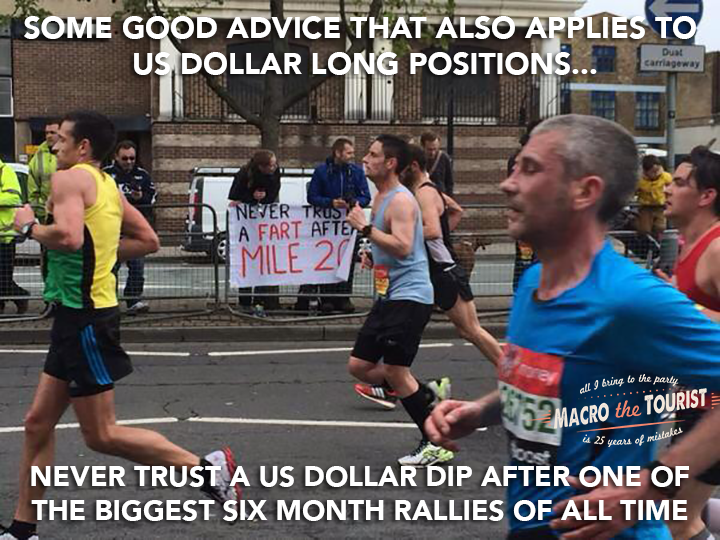 SOME GOOD ADVICE THAT ALSO APPLIES TO
US DOLLAR LONG POSITIONS...
Dual
carriageway
NEVER TRUST
A FART AFTER
MILE 20
money
all I bring to the party
MACRO the TOURIST
is 25 years of mistakes
NEVER TRUST A US DOLLAR DIP AFTER ONE OF
THE BIGGEST SIX MONTH RALLIES OF ALL TIME